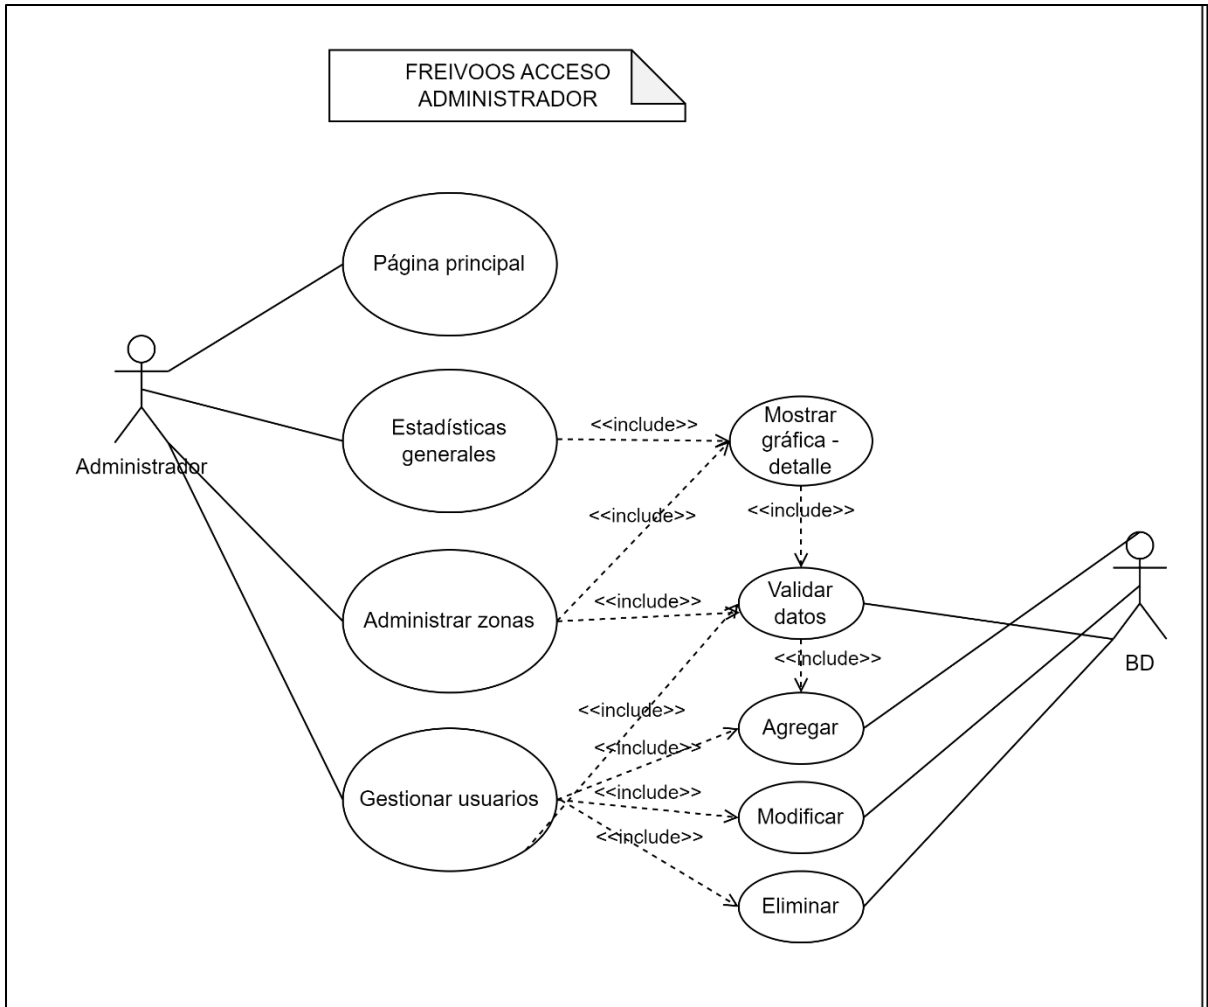 FREIVOOS ACCESO
ADMINISTRADOR
Página principal
Administrador
Estadísticas
generales
<<include>>
Mostrar
gráfica -
detalle
<<include>>
<<include>>
Administrar zonas
<<include>>
Validar
datos
BD
<<include>>
<<include>>
Gestionar usuarios
<<include>>
Agregar
<<include>>
Modificar
<<include>>
Eliminar